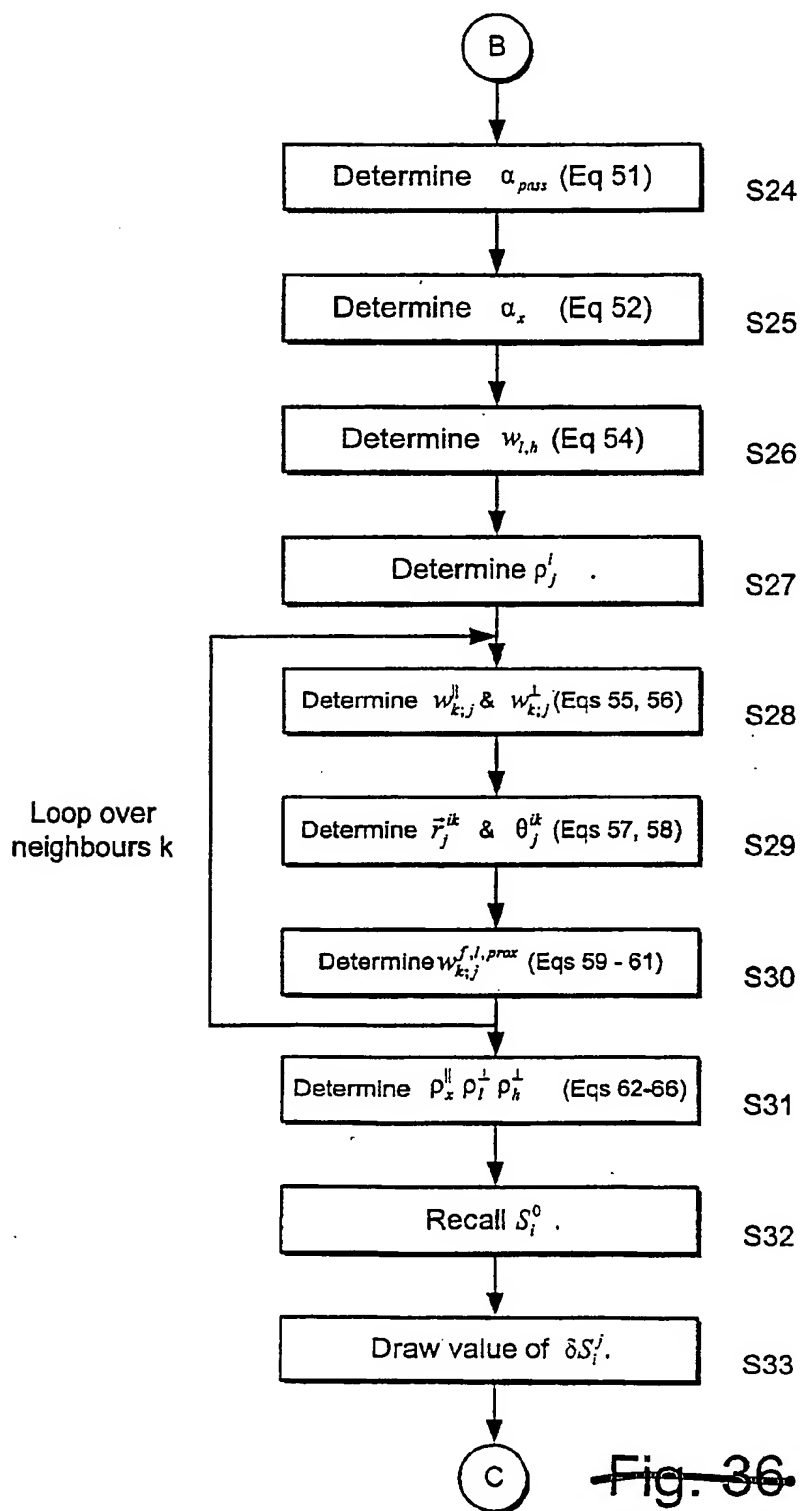 B
Determine α_pass (Eq 51) S24
Determine α_x (Eq 52) S25
Determine w_l,h (Eq 54) S26
Determine ρ_j^l . S27
Determine w_k;j^|| & w_k;j^⊥ (Eqs 55, 56) S28
Loop over
neighbours k
Determine r⃗_j^ik & θ_j^ik (Eqs 57, 58) S29
Determine w_k;j^f,l,prox (Eqs 59 - 61) S30
Determine ρ_x^|| ρ_l^⊥ ρ_h^⊥ (Eqs 62-66) S31
Recall S_i^0 . S32
Draw value of δS_i^j. S33
C
Fig. 36